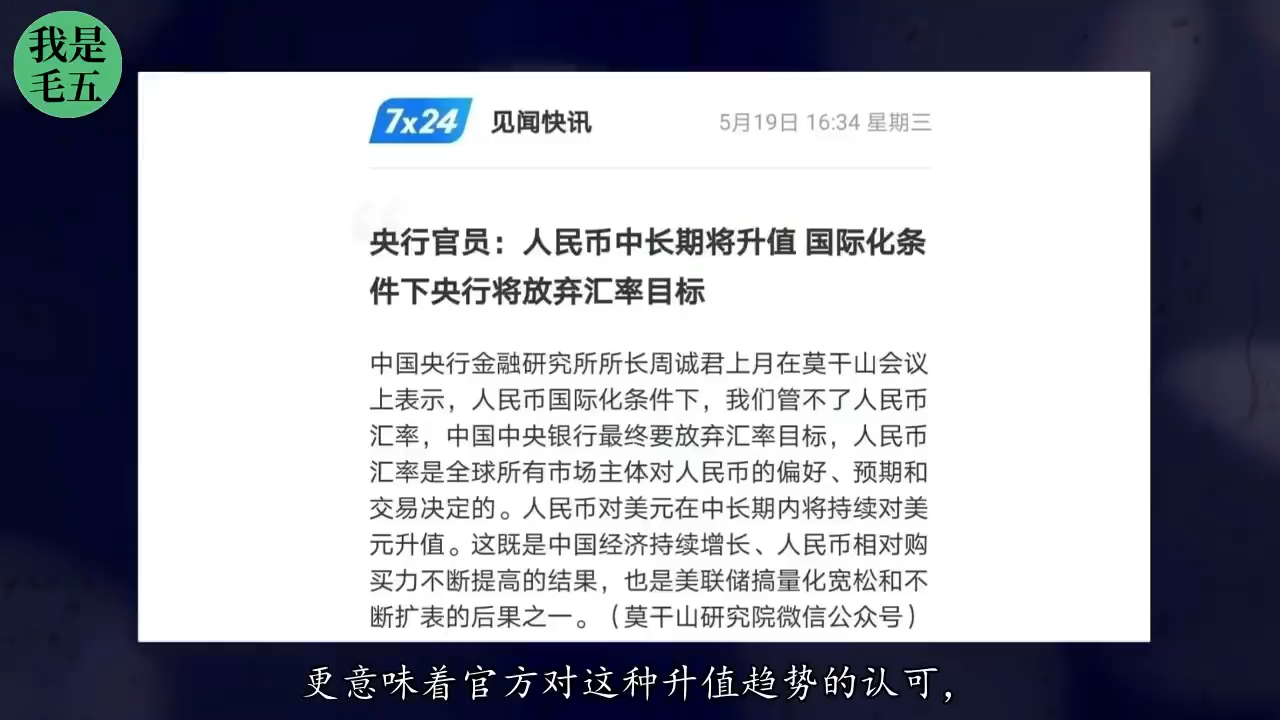 我是
毛五
7x24 见闻快讯 5月19日 16:34 星期三
央行官员：人民币中长期将升值 国际化条
件下央行将放弃汇率目标
中国央行金融研究所所长周诚君上月在莫干山会议
上表示，人民币国际化条件下，我们管不了人民币
汇率，中国中央银行最终要放弃汇率目标，人民币
汇率是全球所有市场主体对人民币的偏好、预期和
交易决定的。人民币对美元在中长期内将持续对美
元升值。这既是中国经济持续增长、人民币相对购
买力不断提高的结果，也是美联储搞量化宽松和不
断扩表的后果之一。（莫干山研究院微信公众号）
更意味着官方对这种升值趋势的认可，